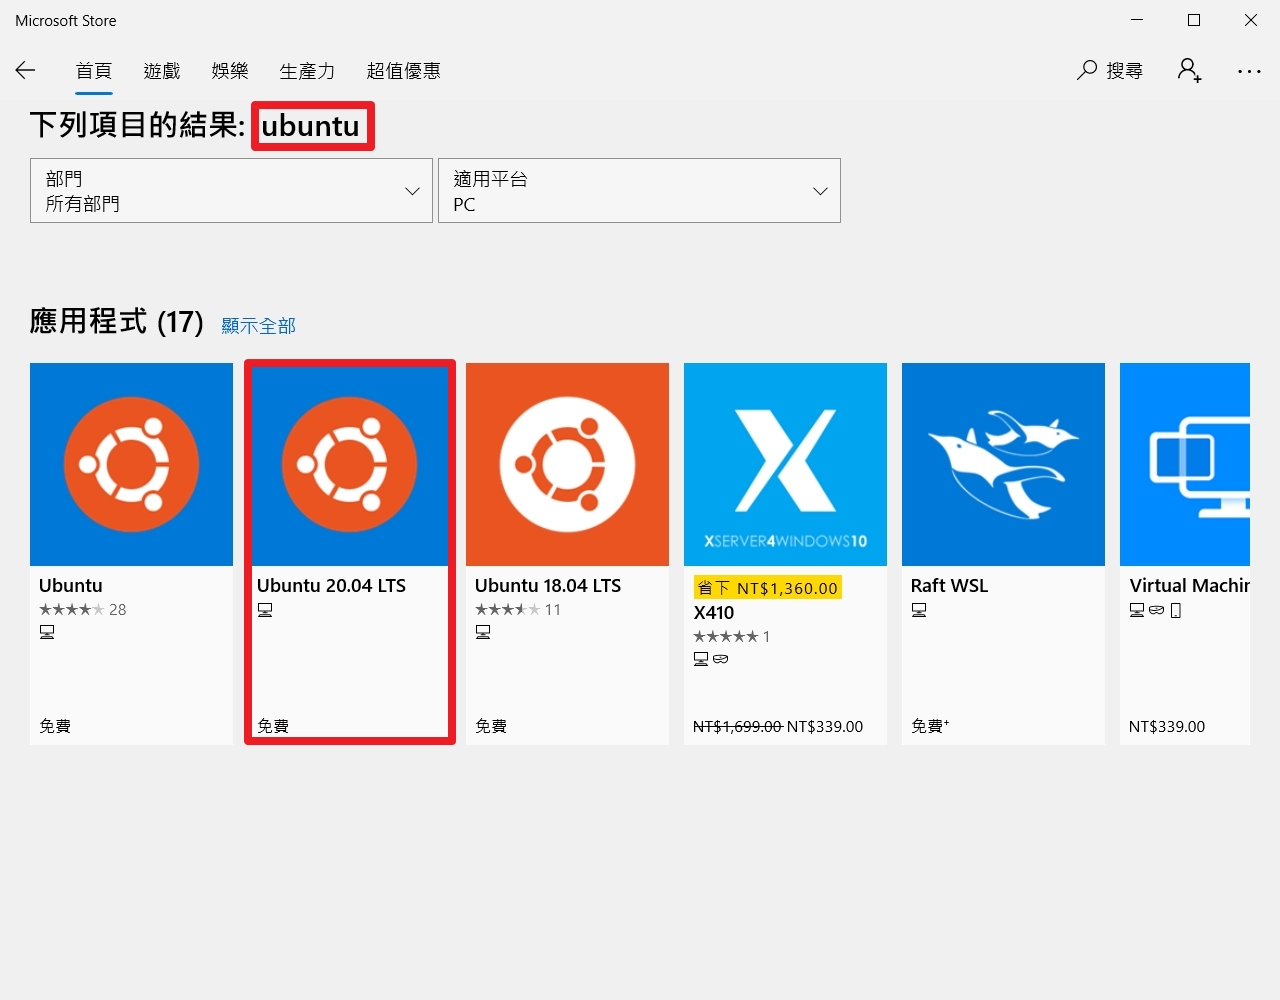 Microsoft Store
首頁 遊戲 娛樂 生產力 超值優惠 搜尋
下列項目的結果: ubuntu
部門
所有部門
適用平台
PC
應用程式 (17) 顯示全部
Ubuntu
28
免費
Ubuntu 20.04 LTS
免費
Ubuntu 18.04 LTS
11
免費
XSERVER4WINDOWS10
省下 NT$1,360.00
X410
1
NT$1,699.00 NT$339.00
Raft WSL
免費+
Virtual Machin
NT$339.00